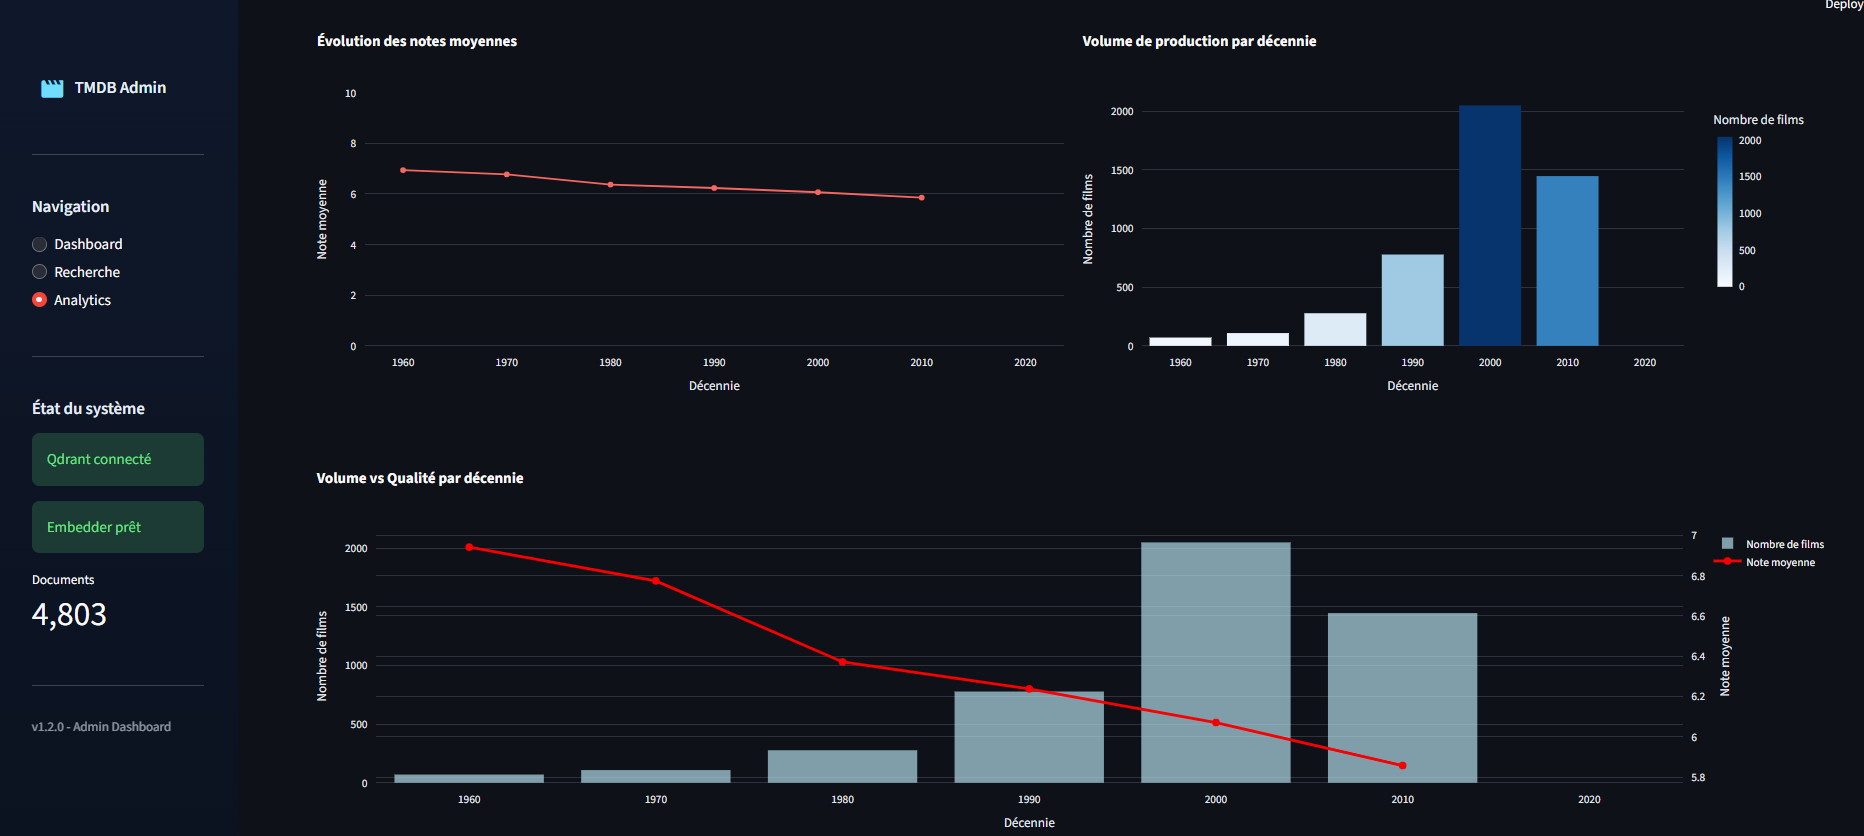 Deploy
TMDB Admin
Navigation
Dashboard
Recherche
Analytics
État du système
Qdrant connecté
Embedder prêt
Documents
4,803
v1.2.0 - Admin Dashboard
Évolution des notes moyennes
10
8
6
4
2
0
Note moyenne
1960 1970 1980 1990 2000 2010 2020
Décennie
Volume de production par décennie
2000
1500
1000
500
0
Nombre de films
1960 1970 1980 1990 2000 2010 2020
Décennie
Nombre de films
2000
1500
1000
500
0
Volume vs Qualité par décennie
2000
1500
1000
500
0
Nombre de films
1960 1970 1980 1990 2000 2010 2020
Décennie
7
6.8
6.6
6.4
6.2
6
5.8
Note moyenne
Nombre de films
Note moyenne